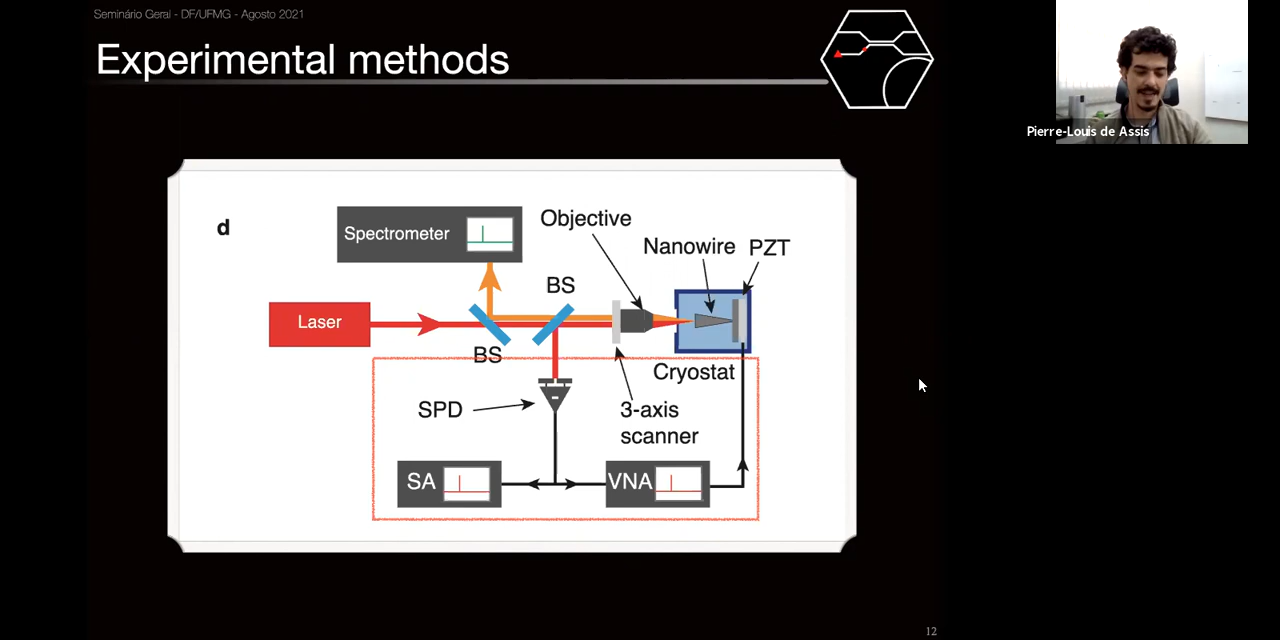 Seminário Geral - DF/UFMG - Agosto 2021
Experimental methods
Pierre-Louis de Assis
d
Spectrometer
Objective
Nanowire
PZT
BS
Laser
BS
Cryostat
SPD
3-axis
scanner
SA
VNA
12